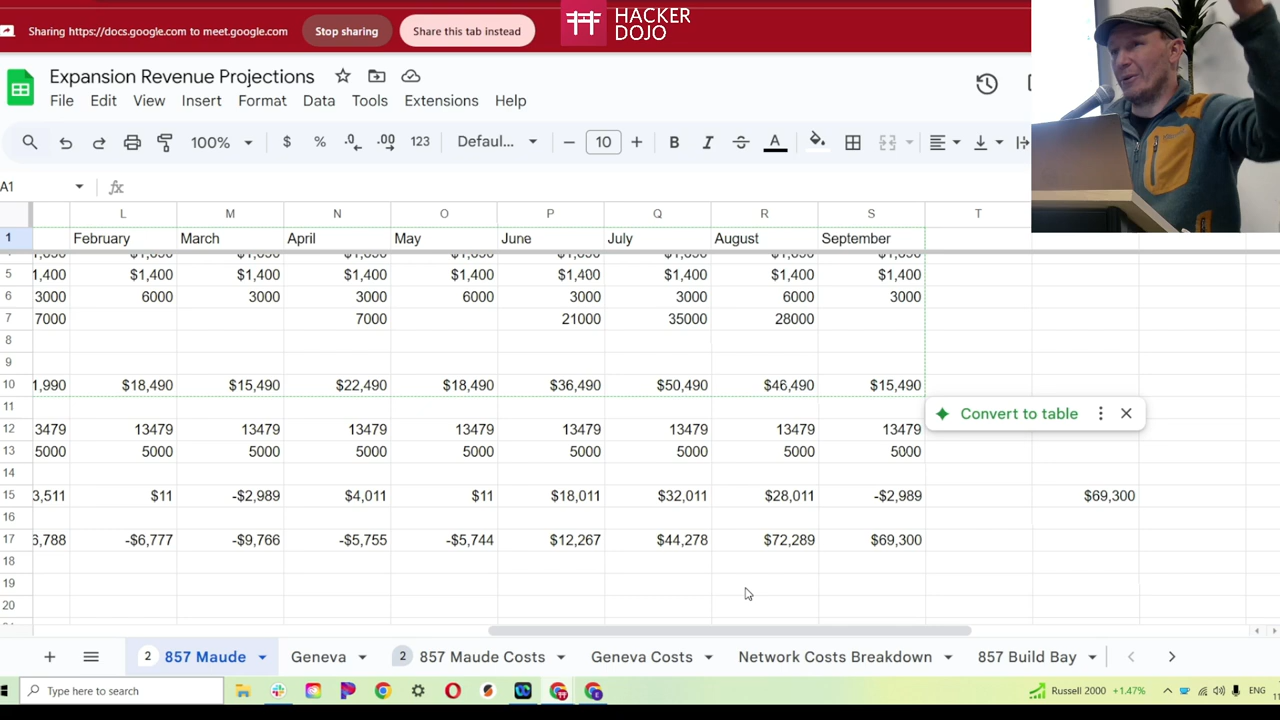 Sharing https://docs.google.com to meet.google.com Stop sharing Share this tab instead
HACKER
DOJO
Expansion Revenue Projections
File Edit View Insert Format Data Tools Extensions Help
100% $ % .0 .00 123 Defaul... 10 B I A
A1 fx
L M N O P Q R S T
1 February March April May June July August September
5 1,400 $1,400 $1,400 $1,400 $1,400 $1,400 $1,400 $1,400 $1,400
6 3000 6000 3000 3000 6000 3000 3000 6000 3000
7 7000 7000 21000 35000 28000
8
9
10 1,990 $18,490 $15,490 $22,490 $18,490 $36,490 $50,490 $46,490 $15,490
11
Convert to table
12 3479 13479 13479 13479 13479 13479 13479 13479 13479
13 5000 5000 5000 5000 5000 5000 5000 5000 5000
14
15 3,511 $11 -$2,989 $4,011 $11 $18,011 $32,011 $28,011 -$2,989 $69,300
16
17 6,788 -$6,777 -$9,766 -$5,755 -$5,744 $12,267 $44,278 $72,289 $69,300
18
19
20
2 857 Maude Geneva 2 857 Maude Costs Geneva Costs Network Costs Breakdown 857 Build Bay
Type here to search Russell 2000 +1.47% ENG